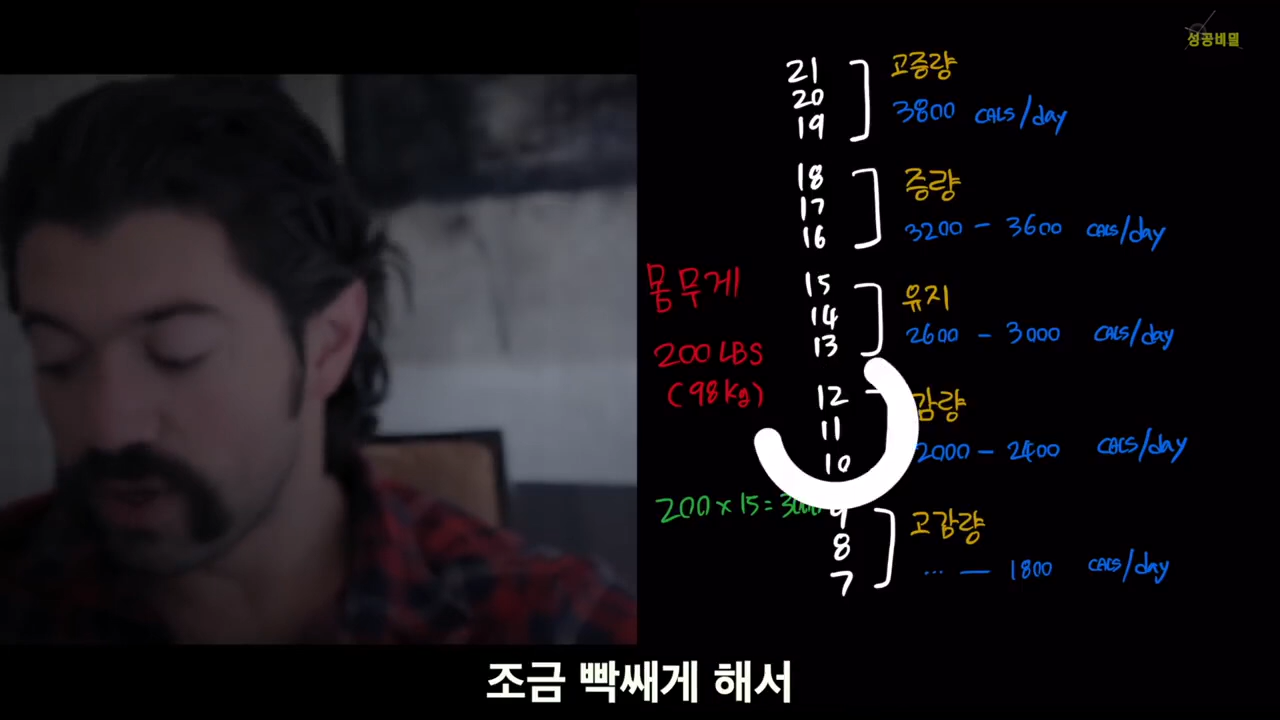 성공비밀
21
20
19
고증량
3800 CALS/day
18
17
16
증량
3200 - 3600 CALS/day
몸무게
200 LBS
(98kg)
15
14
13
유지
2600 - 3000 CALS/day
12
11
10
감량
2000 - 2400 CALS/day
200 x 15 = 3000
9
8
7
고감량
... — 1800 CALS/day
조금 빡쌔게 해서